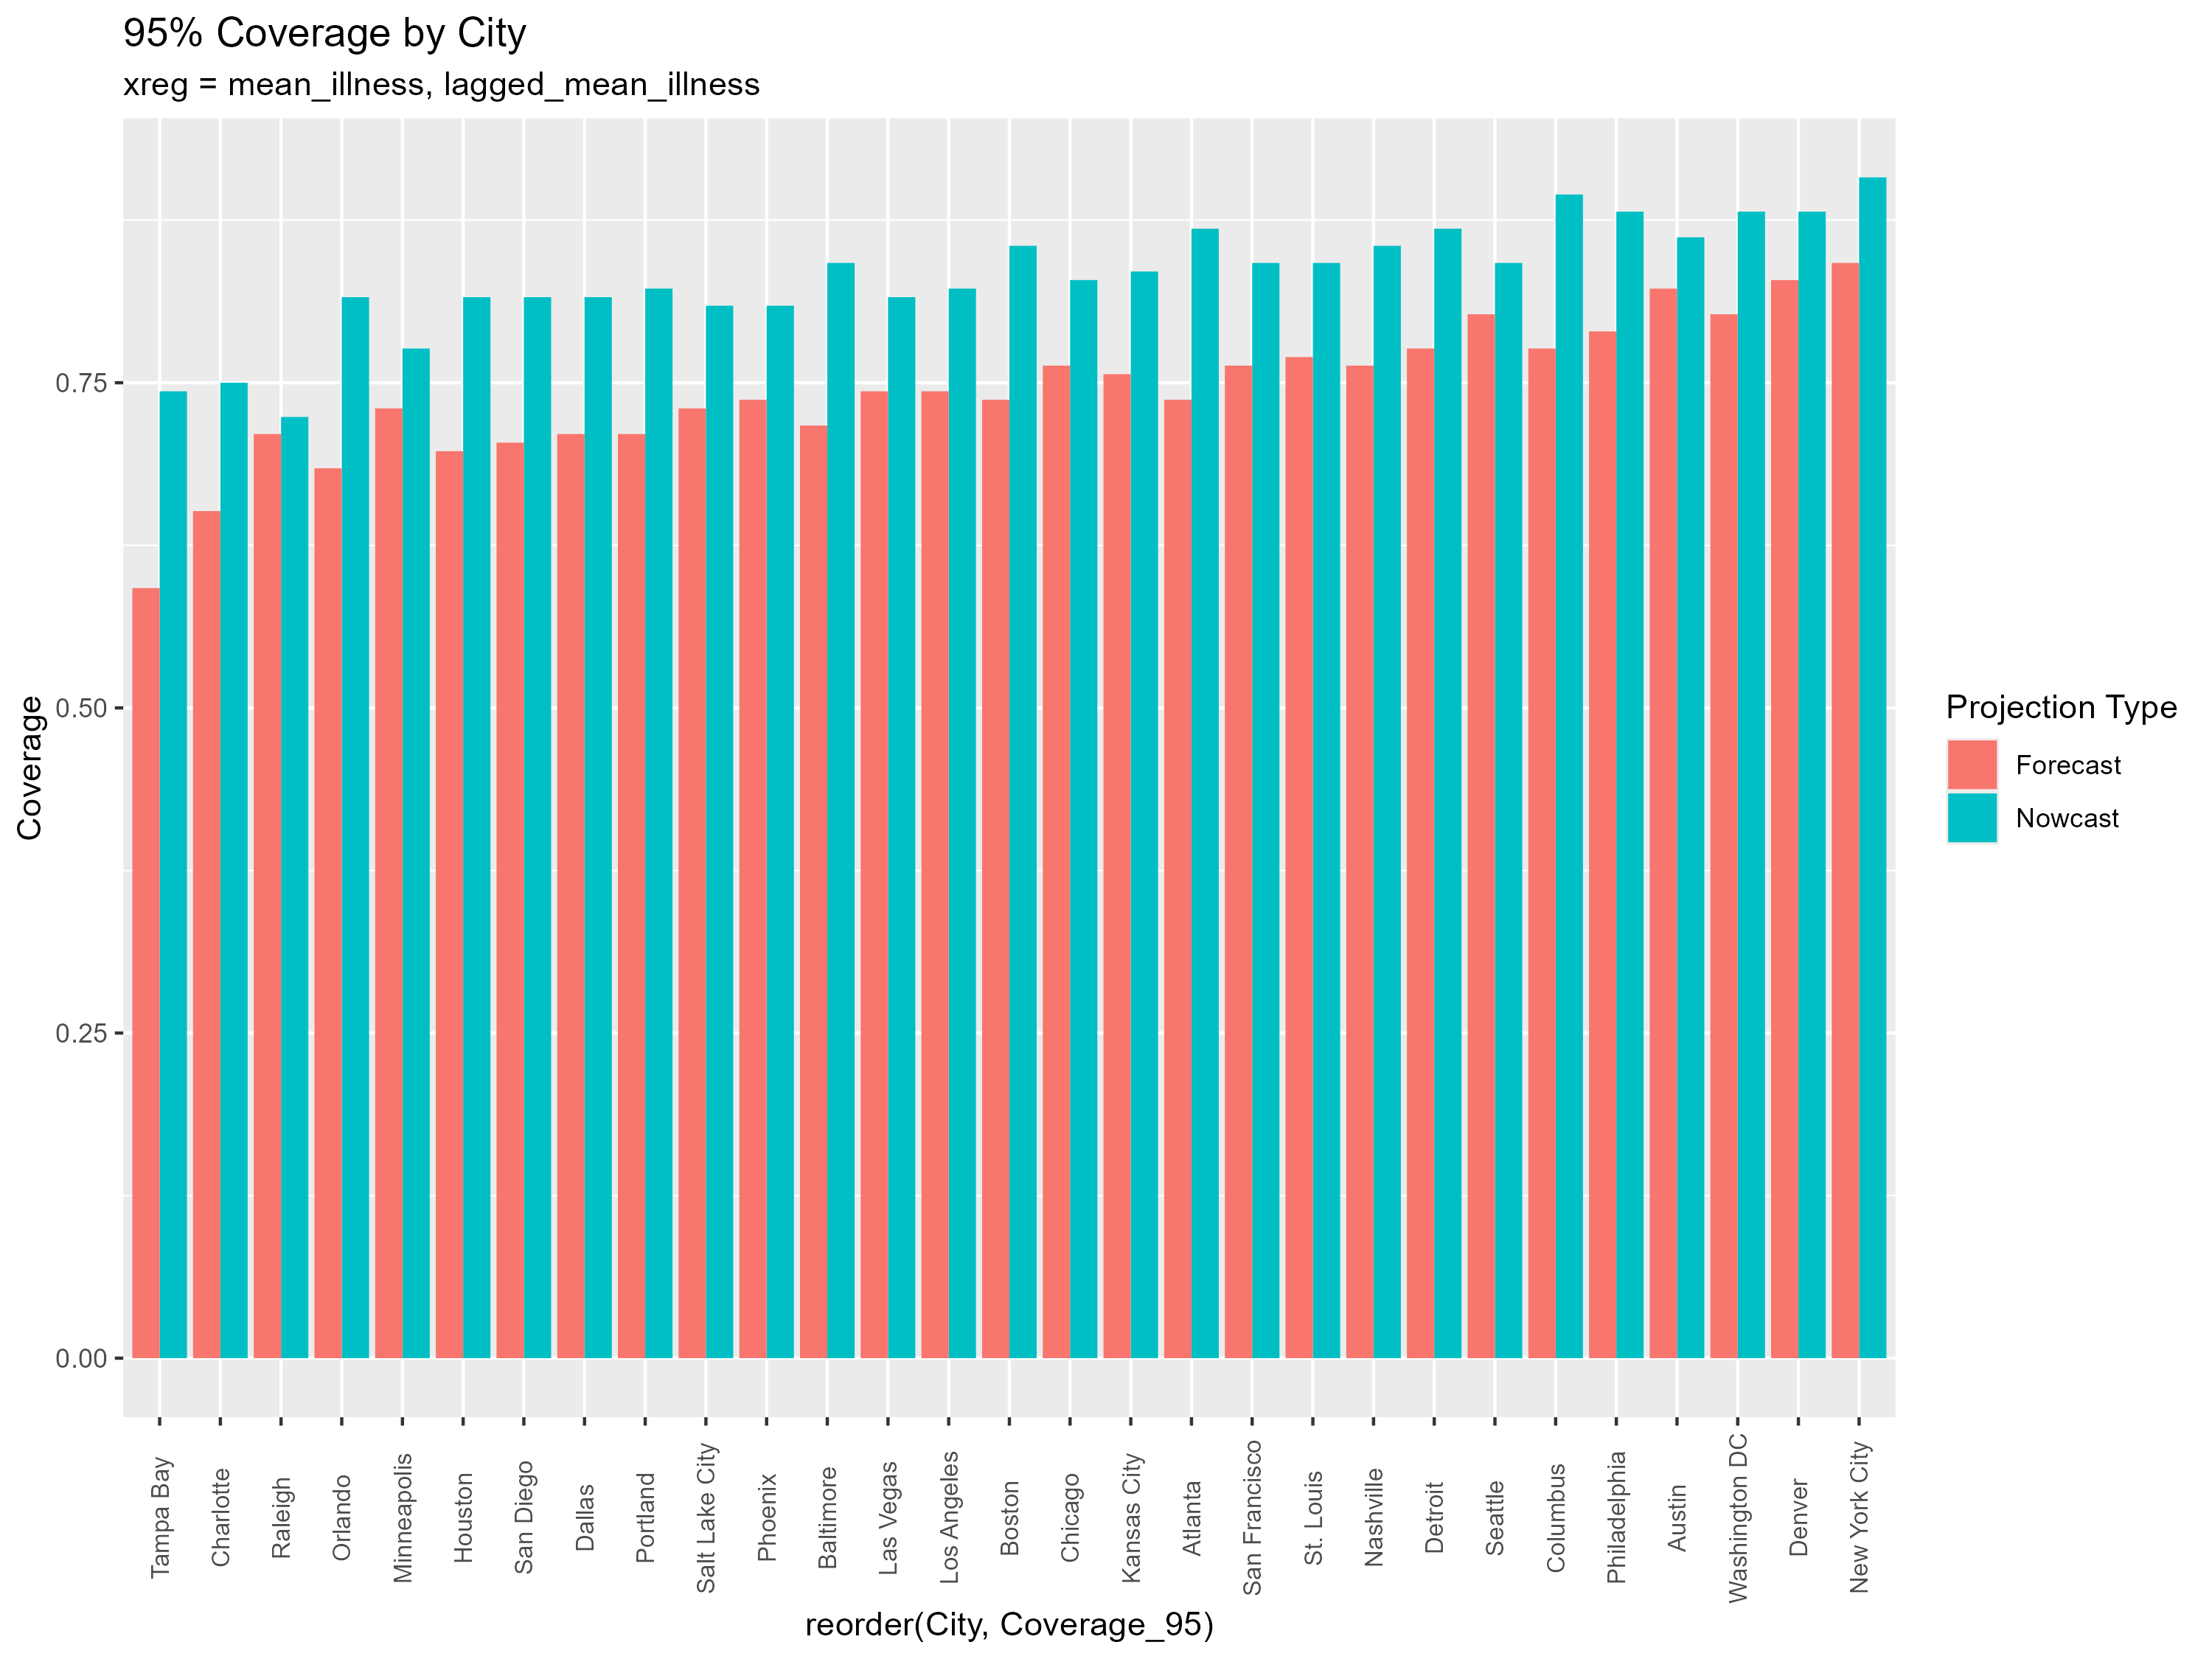 95% Coverage by City
xreg = mean_illness, lagged_mean_illness
Coverage
0.75
0.50
0.25
0.00
Tampa Bay
Charlotte
Raleigh
Orlando
Minneapolis
Houston
San Diego
Dallas
Portland
Salt Lake City
Phoenix
Baltimore
Las Vegas
Los Angeles
Boston
Chicago
Kansas City
Atlanta
San Francisco
St. Louis
Nashville
Detroit
Seattle
Columbus
Philadelphia
Austin
Washington DC
Denver
New York City
reorder(City, Coverage_95)
Projection Type
Forecast
Nowcast